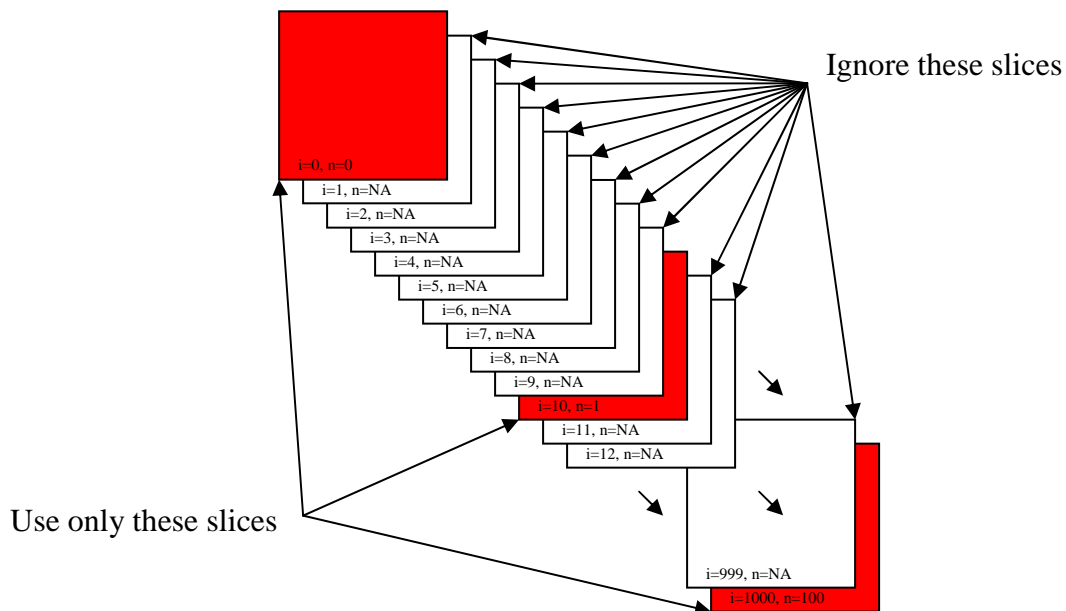 Ignore these slices
i=0, n=0
i=1, n=NA
i=2, n=NA
i=3, n=NA
i=4, n=NA
i=5, n=NA
i=6, n=NA
i=7, n=NA
i=8, n=NA
i=9, n=NA
i=10, n=1
i=11, n=NA
i=12, n=NA
Use only these slices
i=999, n=NA
i=1000, n=100